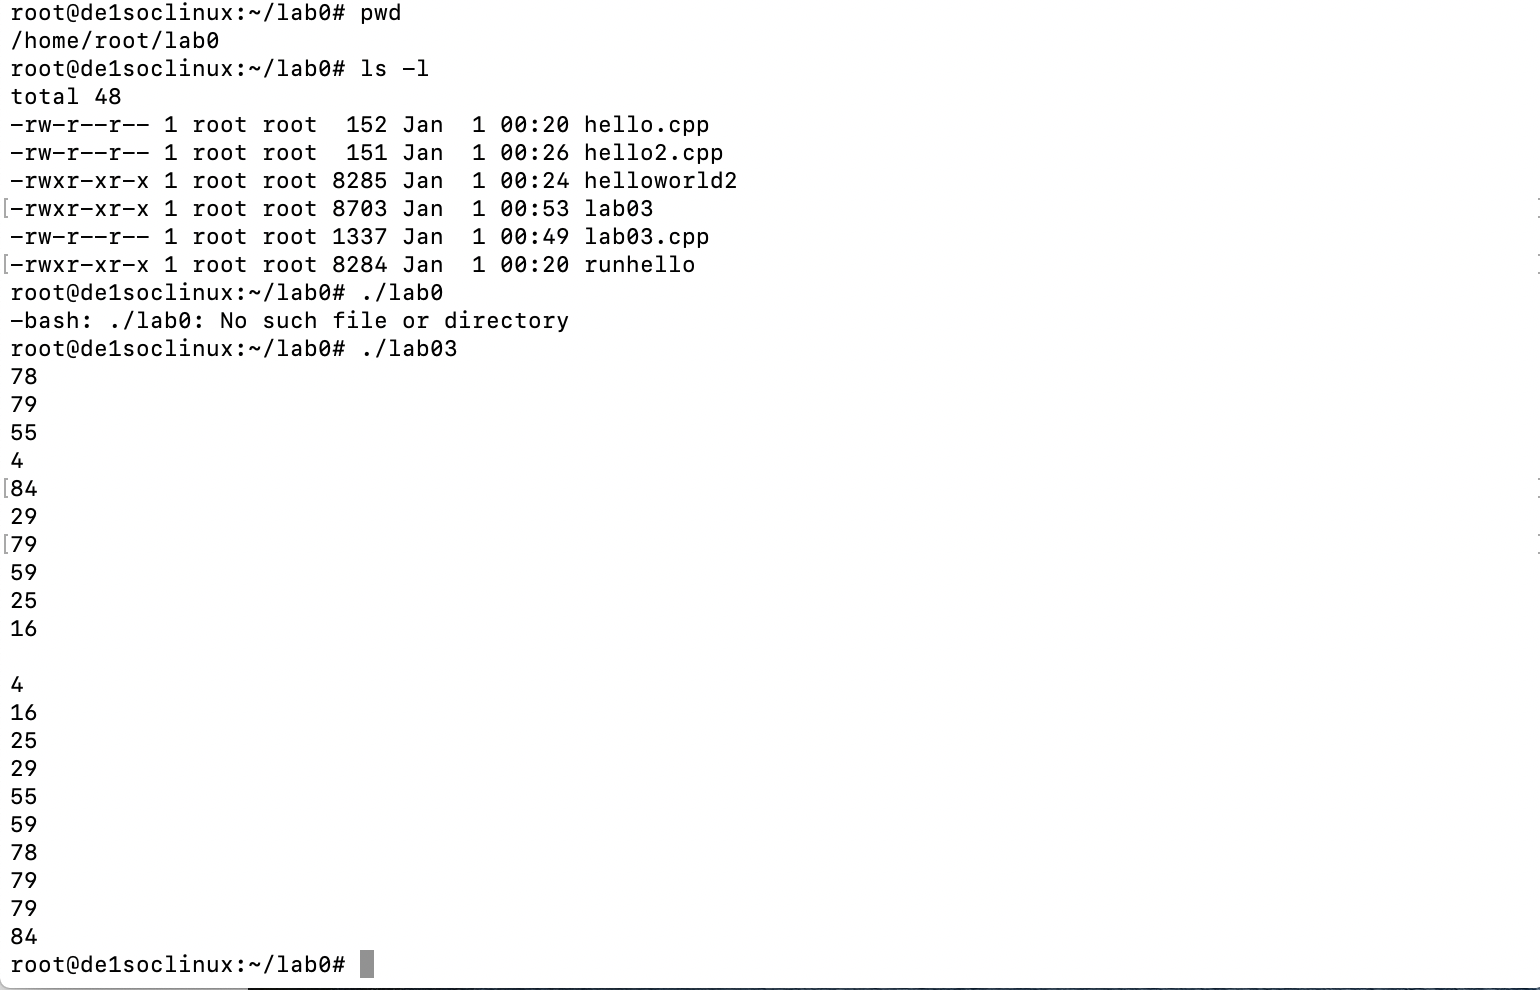 root@de1soclinux:~/lab0# pwd
/home/root/lab0
root@de1soclinux:~/lab0# ls -l
total 48
-rw-r--r-- 1 root root  152 Jan  1 00:20 hello.cpp
-rw-r--r-- 1 root root  151 Jan  1 00:26 hello2.cpp
-rwxr-xr-x 1 root root 8285 Jan  1 00:24 helloworld2
-rwxr-xr-x 1 root root 8703 Jan  1 00:53 lab03
-rw-r--r-- 1 root root 1337 Jan  1 00:49 lab03.cpp
-rwxr-xr-x 1 root root 8284 Jan  1 00:20 runhello
root@de1soclinux:~/lab0# ./lab0
-bash: ./lab0: No such file or directory
root@de1soclinux:~/lab0# ./lab03
78
79
55
4
84
29
79
59
25
16

4
16
25
29
55
59
78
79
79
84
root@de1soclinux:~/lab0#